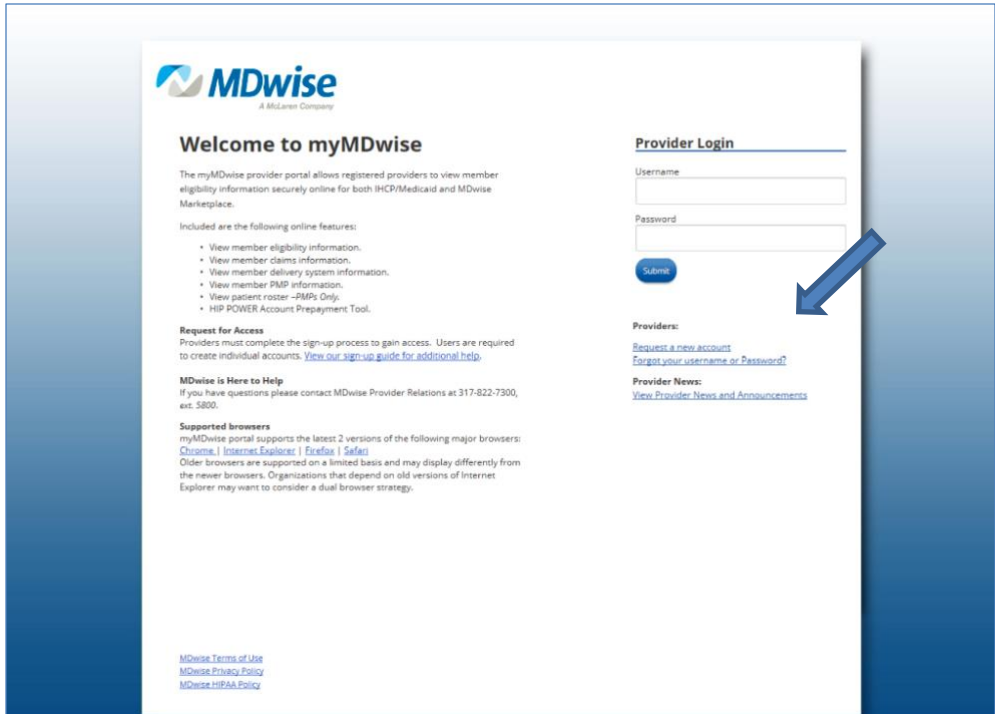 MDwise
A McLaren Company
Welcome to myMDwise
The myMDwise provider portal allows registered providers to view member
eligibility information securely online for both IHCP/Medicaid and MDwise
Marketplace.
Included are the following online features:
• View member eligibility information.
• View member claims information.
• View member delivery system information.
• View member PMP information.
• View patient roster –PMPs Only.
• HIP POWER Account Prepayment Tool.
Request for Access
Providers must complete the sign-up process to gain access. Users are required
to create individual accounts. View our sign-up guide for additional help.
MDwise is Here to Help
If you have questions please contact MDwise Provider Relations at 317-822-7300,
ext. 5800.
Supported browsers
myMDwise portal supports the latest 2 versions of the following major browsers:
Chrome | Internet Explorer | Firefox | Safari
Older browsers are supported on a limited basis and may display differently from
the newer browsers. Organizations that depend on old versions of Internet
Explorer may want to consider a dual browser strategy.
Provider Login
Username
Password
Submit
Providers:
Request a new account
Forgot your username or Password?
Provider News:
View Provider News and Announcements
MDwise Terms of Use
MDwise Privacy Policy
MDwise HIPAA Policy